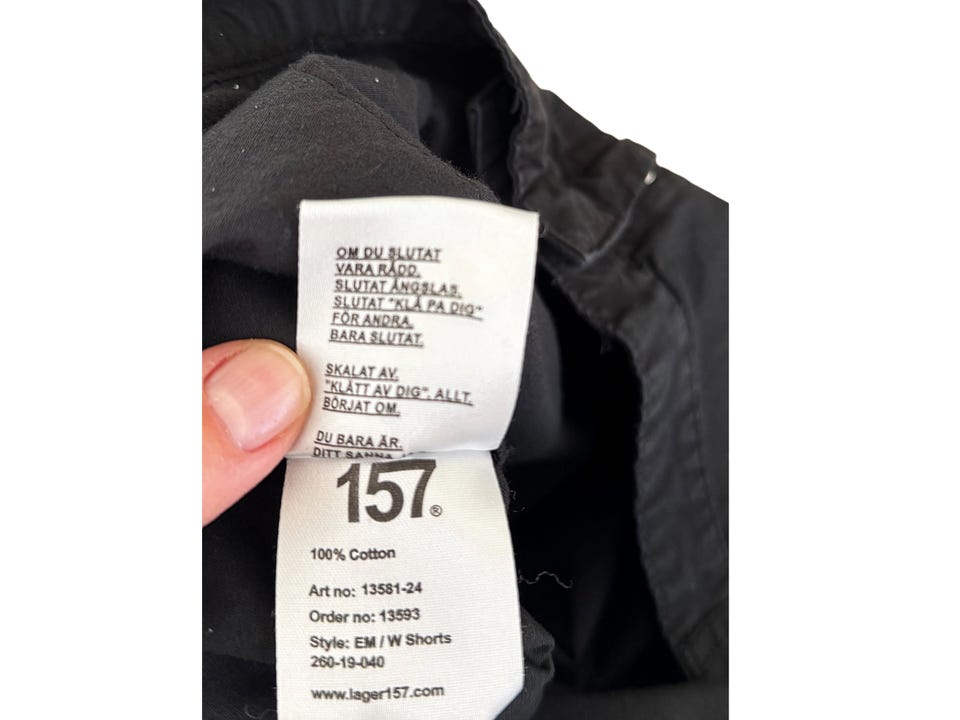 OM DU SLUTAT
VARA RÄDD.
SLUTAT ÄNGSLAS.
SLUTAT "KLÄ PÅ DIG"
FÖR ANDRA.
BARA SLUTAT.
SKALAT AV.
"KLÄTT AV DIG". ALLT.
BÖRJAT OM.
DU BARA ÄR.
DITT SANNA
157®
100% Cotton
Art no: 13581-24
Order no: 13593
Style: EM / W Shorts
260-19-040
www.lager157.com